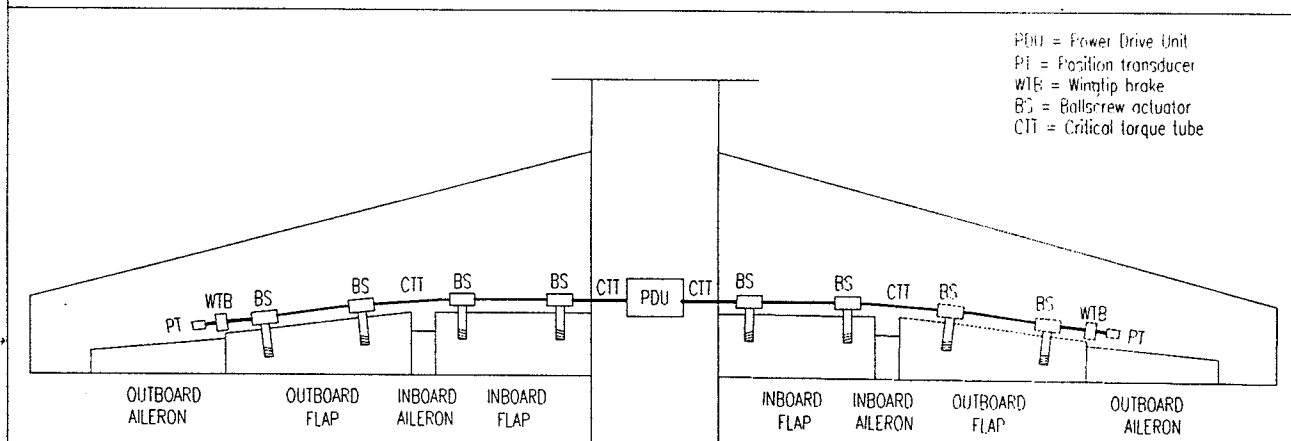 PDU = Power Drive Unit
PT = Position transducer
WTB = Wingtip brake
BS = Ballscrew actuator
CTT = Critical torque tube
PT WTB BS BS CTT BS BS CTT PDU CTT BS BS CTT BS BS WTB PT
OUTBOARD AILERON
OUTBOARD FLAP
INBOARD AILERON
INBOARD FLAP
INBOARD FLAP
INBOARD AILERON
OUTBOARD FLAP
OUTBOARD AILERON